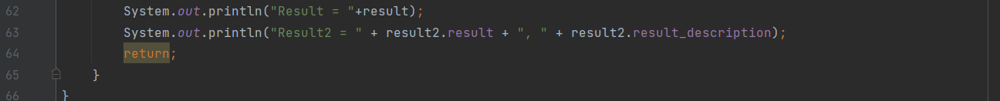 62 System.out.println("Result = "+result);
63 System.out.println("Result2 = " + result2.result + ", " + result2.result_description);
64 return;
65 }
66 }